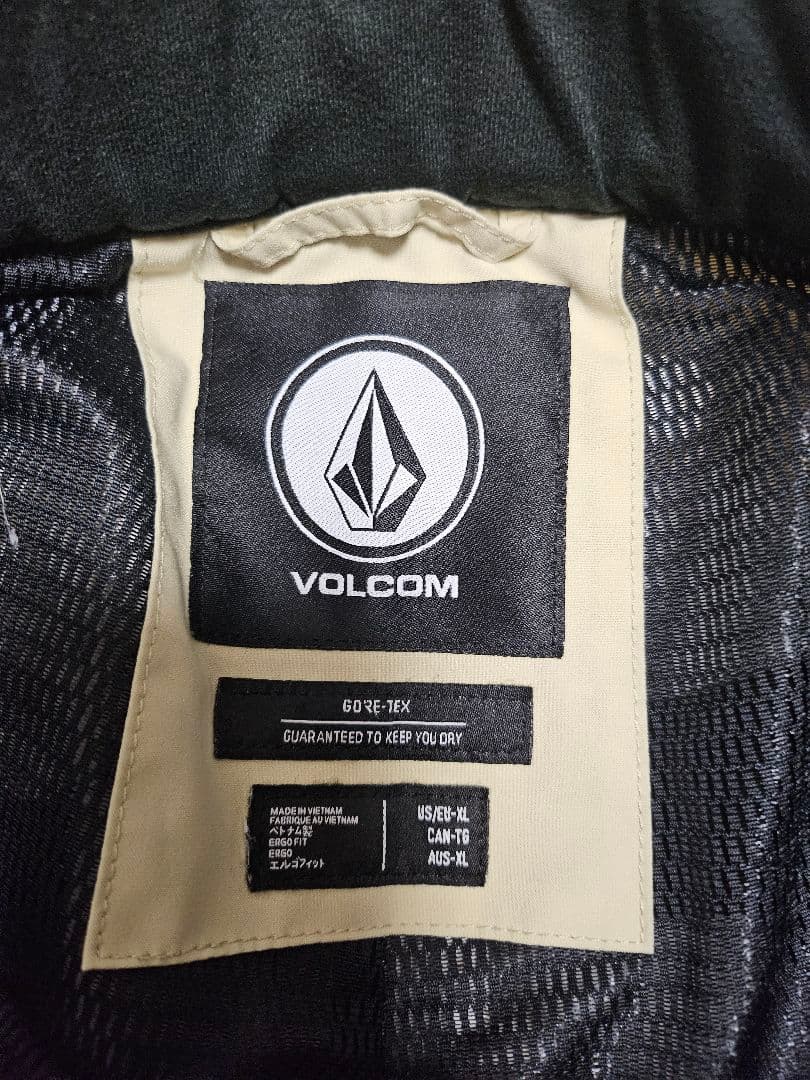 VOLCOM
GORE-TEX
GUARANTEED TO KEEP YOU DRY
MADE IN VIETNAM
FABRIQUE AU VIETNAM
ベトナム製
ERGO FIT
ERGO
エルゴフィット
US/EU-XL
CAN-TG
AUS-XL